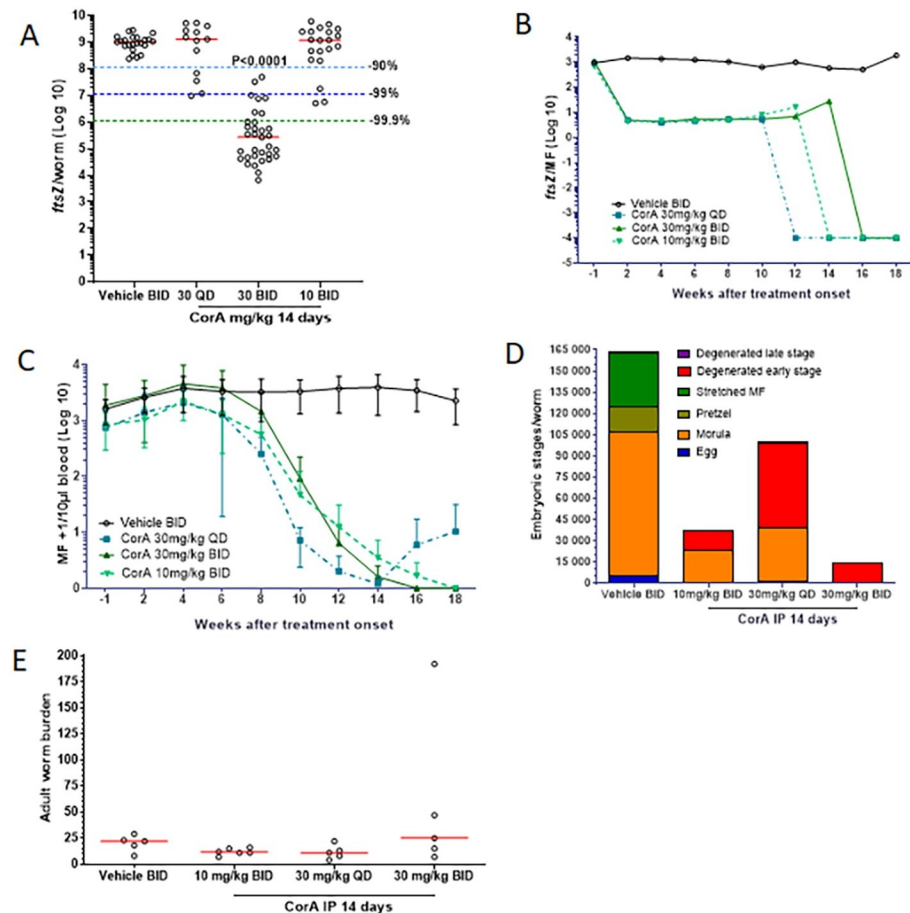 A
ftsZ/worm (Log 10)
10
9
8
7
6
5
4
3
2
1
0
P<0.0001
-90%
-99%
-99.9%
Vehicle BID 30 QD 30 BID 10 BID
CorA mg/kg 14 days
B
ftsZ/MF (Log 10)
4
3
2
1
0
-1
-2
-3
-4
-5
Vehicle BID
CorA 30mg/kg QD
CorA 30mg/kg BID
CorA 10mg/kg BID
-1 2 4 6 8 10 12 14 16 18
Weeks after treatment onset
C
MF +1/10µl blood (Log 10)
4
3
2
1
0
Vehicle BID
CorA 30mg/kg QD
CorA 30mg/kg BID
CorA 10mg/kg BID
-1 2 4 6 8 10 12 14 16 18
Weeks after treatment onset
D
Embryonic stages/worm
165 000
150 000
135 000
120 000
105 000
90 000
75 000
60 000
45 000
30 000
15 000
0
Degenerated late stage
Degenerated early stage
Stretched MF
Pretzel
Morula
Egg
Vehicle BID 10mg/kg BID 30mg/kg QD 30mg/kg BID
CorA IP 14 days
E
Adult worm burden
200
175
150
125
100
75
50
25
0
Vehicle BID 10 mg/kg BID 30 mg/kg QD 30 mg/kg BID
CorA IP 14 days